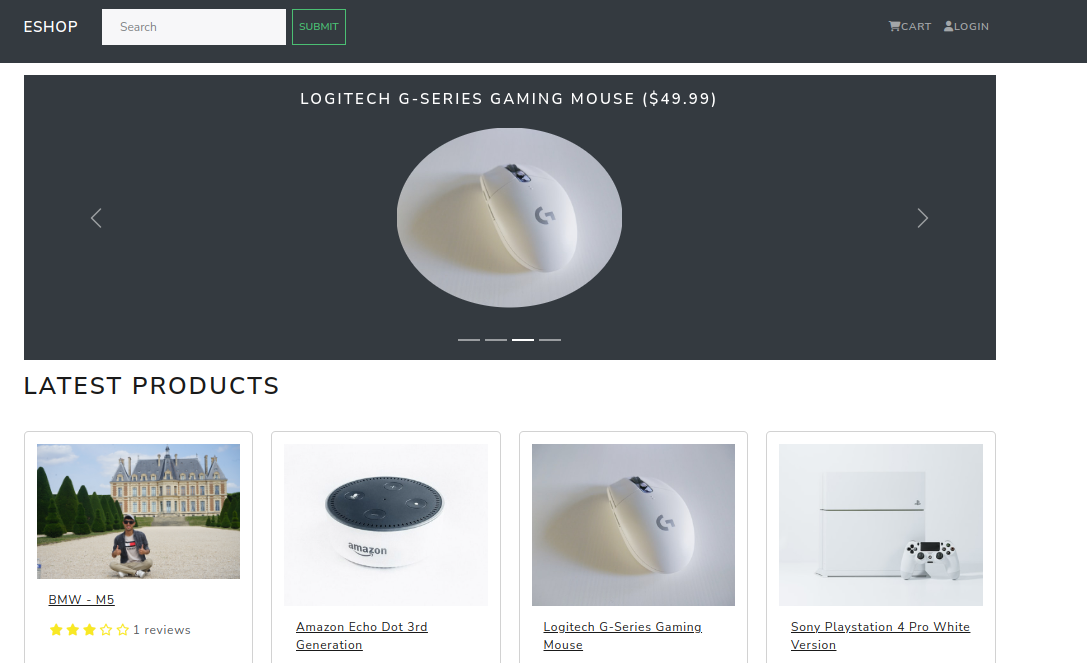 ESHOP Search SUBMIT CART LOGIN
LOGITECH G-SERIES GAMING MOUSE ($49.99)
G
LATEST PRODUCTS
amazon
G
BMW - M5
1 reviews
Amazon Echo Dot 3rd
Generation
Logitech G-Series Gaming
Mouse
Sony Playstation 4 Pro White
Version